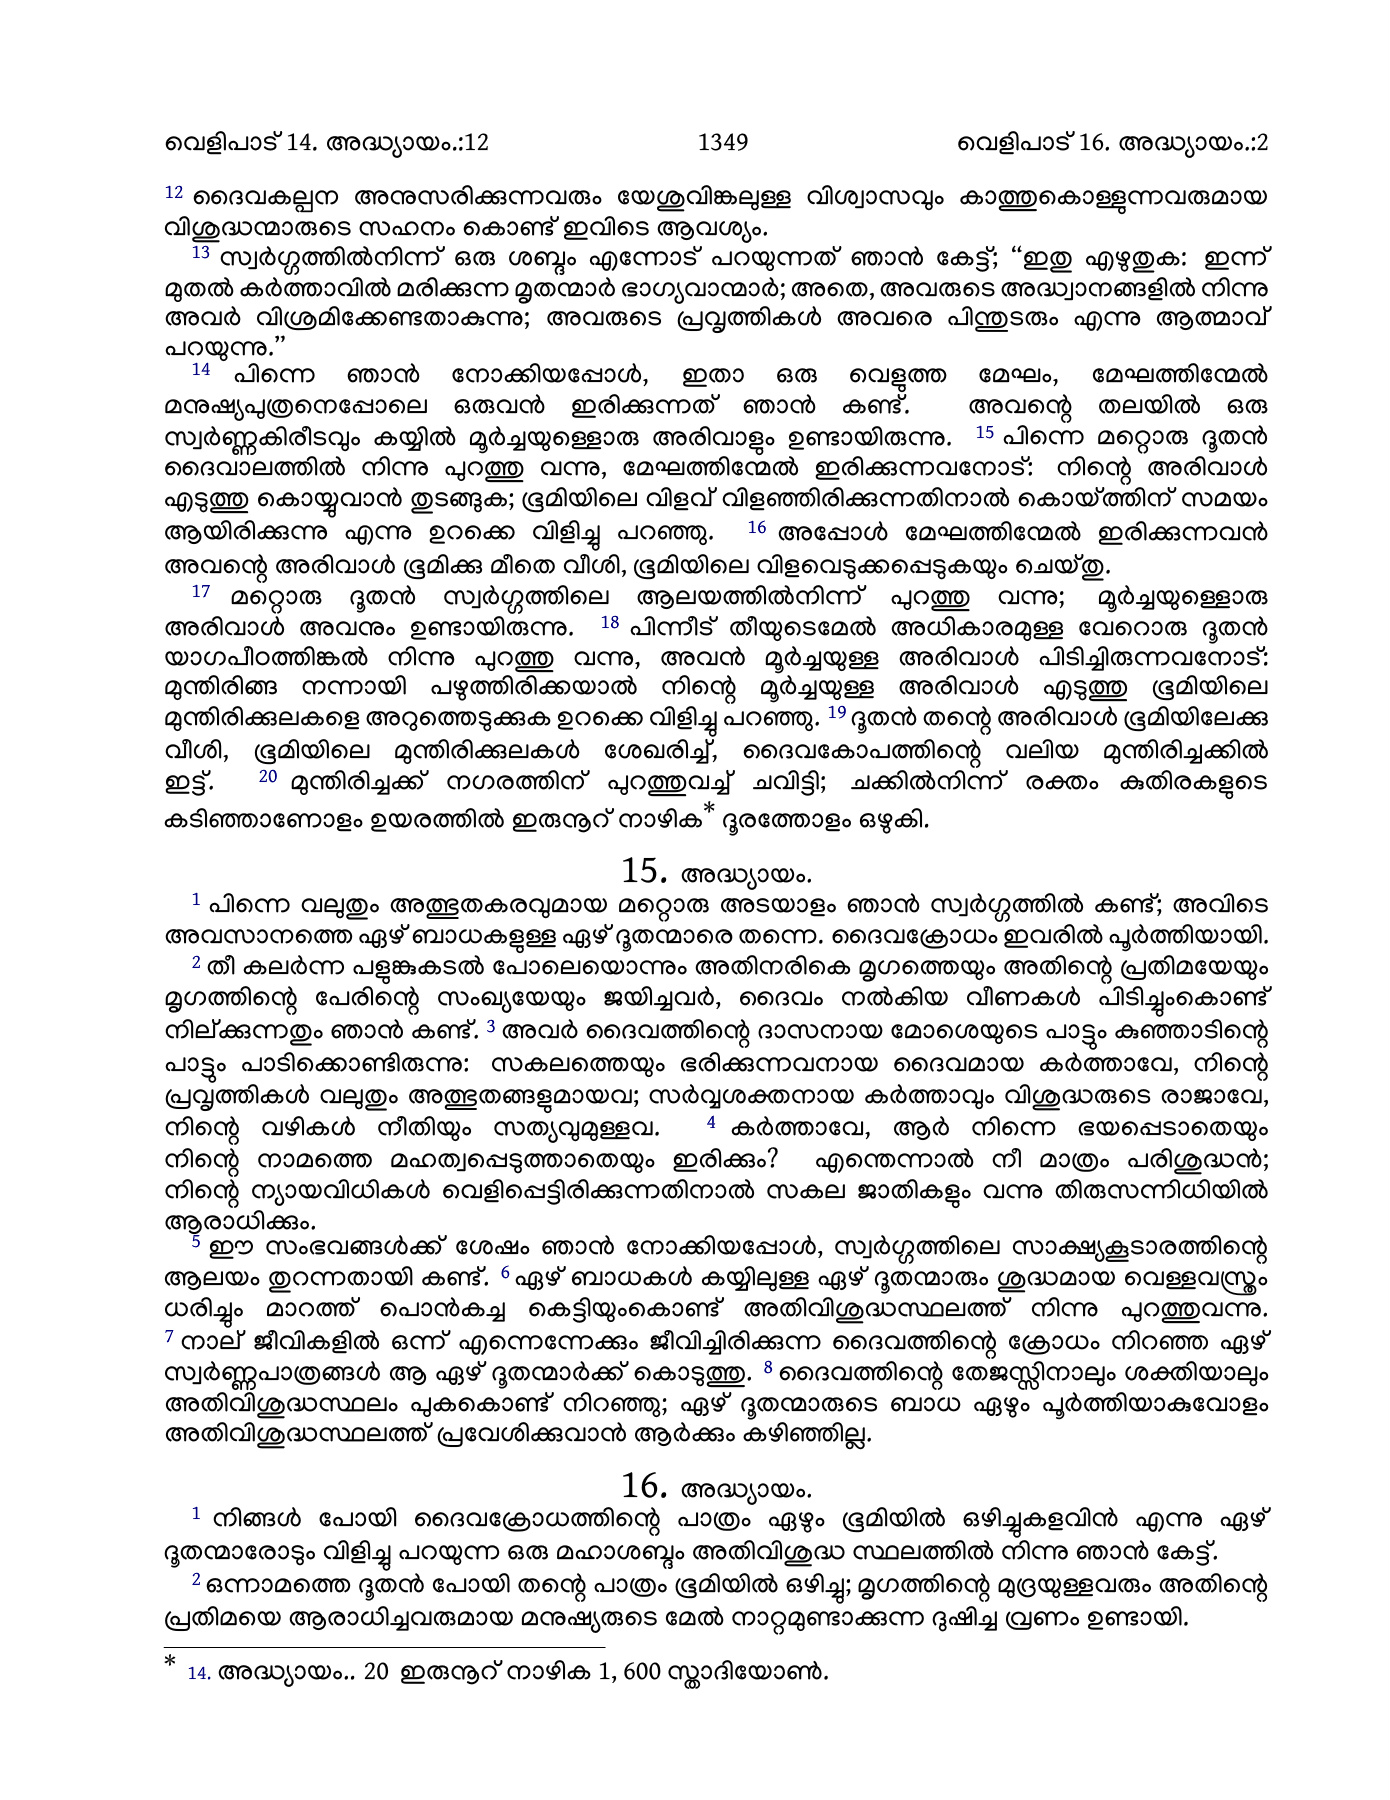 വെളിപാട് 14. അദ്ധ്യായം.:12 1349 വെളിപാട് 16. അദ്ധ്യായം.:2
12 ദൈവകല്പന അനുസരിക്കുന്നവരും യേശുവിങ്കലുള്ള വിശ്വാസവും കാത്തുകൊള്ളുന്നവരുമായ
വിശുദ്ധന്മാരുടെ സഹനം കൊണ്ട് ഇവിടെ ആവശ്യം.
13 സ്വർഗ്ഗത്തിൽനിന്ന് ഒരു ശബ്ദം എന്നോട് പറയുന്നത് ഞാൻ കേട്ട്; “ഇതു എഴുതുക: ഇന്ന്
മുതൽ കർത്താവിൽ മരിക്കുന്ന മൃതന്മാർ ഭാഗ്യവാന്മാർ; അതെ, അവരുടെ അദ്ധ്വാനങ്ങളിൽ നിന്നു
അവർ വിശ്രമിക്കേണ്ടതാകുന്നു; അവരുടെ പ്രവൃത്തികൾ അവരെ പിന്തുടരും എന്നു ആത്മാവ്
പറയുന്നു.”
14 പിന്നെ ഞാൻ നോക്കിയപ്പോൾ, ഇതാ ഒരു വെളുത്ത മേഘം, മേഘത്തിന്മേൽ
മനുഷ്യപുത്രനെപ്പോലെ ഒരുവൻ ഇരിക്കുന്നത് ഞാൻ കണ്ട്. അവന്റെ തലയിൽ ഒരു
സ്വർണ്ണകിരീടവും കയ്യിൽ മൂർച്ചയുള്ളൊരു അരിവാളും ഉണ്ടായിരുന്നു. 15 പിന്നെ മറ്റൊരു ദൂതൻ
ദൈവാലത്തിൽ നിന്നു പുറത്തു വന്നു, മേഘത്തിന്മേൽ ഇരിക്കുന്നവനോട്: നിന്റെ അരിവാൾ
എടുത്തു കൊയ്യുവാൻ തുടങ്ങുക; ഭൂമിയിലെ വിളവ് വിളഞ്ഞിരിക്കുന്നതിനാൽ കൊയ്ത്തിന് സമയം
ആയിരിക്കുന്നു എന്നു ഉറക്കെ വിളിച്ചു പറഞ്ഞു. 16 അപ്പോൾ മേഘത്തിന്മേൽ ഇരിക്കുന്നവൻ
അവന്റെ അരിവാൾ ഭൂമിക്കു മീതെ വീശി, ഭൂമിയിലെ വിളവെടുക്കപ്പെടുകയും ചെയ്തു.
17 മറ്റൊരു ദൂതൻ സ്വർഗ്ഗത്തിലെ ആലയത്തിൽനിന്ന് പുറത്തു വന്നു; മൂർച്ചയുള്ളൊരു
അരിവാൾ അവനും ഉണ്ടായിരുന്നു. 18 പിന്നീട് തീയുടെമേൽ അധികാരമുള്ള വേറൊരു ദൂതൻ
യാഗപീഠത്തിങ്കൽ നിന്നു പുറത്തു വന്നു, അവൻ മൂർച്ചയുള്ള അരിവാൾ പിടിച്ചിരുന്നവനോട്:
മുന്തിരിങ്ങ നന്നായി പഴുത്തിരിക്കയാൽ നിന്റെ മൂർച്ചയുള്ള അരിവാൾ എടുത്തു ഭൂമിയിലെ
മുന്തിരിക്കുലകളെ അറുത്തെടുക്കുക ഉറക്കെ വിളിച്ചു പറഞ്ഞു. 19 ദൂതൻ തന്റെ അരിവാൾ ഭൂമിയിലേക്കു
വീശി, ഭൂമിയിലെ മുന്തിരിക്കുലകൾ ശേഖരിച്ച്, ദൈവകോപത്തിന്റെ വലിയ മുന്തിരിച്ചക്കിൽ
ഇട്ട്. 20 മുന്തിരിച്ചക്ക് നഗരത്തിന് പുറത്തുവച്ച് ചവിട്ടി; ചക്കിൽനിന്ന് രക്തം കുതിരകളുടെ
കടിഞ്ഞാണോളം ഉയരത്തിൽ ഇരുനൂറ് നാഴിക* ദൂരത്തോളം ഒഴുകി.
15. അദ്ധ്യായം.
1 പിന്നെ വലുതും അത്ഭുതകരവുമായ മറ്റൊരു അടയാളം ഞാൻ സ്വർഗ്ഗത്തിൽ കണ്ട്; അവിടെ
അവസാനത്തെ ഏഴ് ബാധകളുള്ള ഏഴ് ദൂതന്മാരെ തന്നെ. ദൈവക്രോധം ഇവരിൽ പൂർത്തിയായി.
2 തീ കലർന്ന പളുങ്കുകടൽ പോലെയൊന്നും അതിനരികെ മൃഗത്തെയും അതിന്റെ പ്രതിമയേയും
മൃഗത്തിന്റെ പേരിന്റെ സംഖ്യയേയും ജയിച്ചവർ, ദൈവം നൽകിയ വീണകൾ പിടിച്ചുംകൊണ്ട്
നില്ക്കുന്നതും ഞാൻ കണ്ട്. 3 അവർ ദൈവത്തിന്റെ ദാസനായ മോശെയുടെ പാട്ടും കുഞ്ഞാടിന്റെ
പാട്ടും പാടിക്കൊണ്ടിരുന്നു: സകലത്തെയും ഭരിക്കുന്നവനായ ദൈവമായ കർത്താവേ, നിന്റെ
പ്രവൃത്തികൾ വലുതും അത്ഭുതങ്ങളുമായവ; സർവ്വശക്തനായ കർത്താവും വിശുദ്ധരുടെ രാജാവേ,
നിന്റെ വഴികൾ നീതിയും സത്യവുമുള്ളവ. 4 കർത്താവേ, ആർ നിന്നെ ഭയപ്പെടാതെയും
നിന്റെ നാമത്തെ മഹത്വപ്പെടുത്താതെയും ഇരിക്കും? എന്തെന്നാൽ നീ മാത്രം പരിശുദ്ധൻ;
നിന്റെ ന്യായവിധികൾ വെളിപ്പെട്ടിരിക്കുന്നതിനാൽ സകല ജാതികളും വന്നു തിരുസന്നിധിയിൽ
ആരാധിക്കും.
5 ഈ സംഭവങ്ങൾക്ക് ശേഷം ഞാൻ നോക്കിയപ്പോൾ, സ്വർഗ്ഗത്തിലെ സാക്ഷ്യകൂടാരത്തിന്റെ
ആലയം തുറന്നതായി കണ്ട്. 6 ഏഴ് ബാധകൾ കയ്യിലുള്ള ഏഴ് ദൂതന്മാരും ശുദ്ധമായ വെള്ളവസ്ത്രം
ധരിച്ചും മാറത്ത് പൊൻകച്ച കെട്ടിയുംകൊണ്ട് അതിവിശുദ്ധസ്ഥലത്ത് നിന്നു പുറത്തുവന്നു.
7 നാല് ജീവികളിൽ ഒന്ന് എന്നെന്നേക്കും ജീവിച്ചിരിക്കുന്ന ദൈവത്തിന്റെ ക്രോധം നിറഞ്ഞ ഏഴ്
സ്വർണ്ണപാത്രങ്ങൾ ആ ഏഴ് ദൂതന്മാർക്ക് കൊടുത്തു. 8 ദൈവത്തിന്റെ തേജസ്സിനാലും ശക്തിയാലും
അതിവിശുദ്ധസ്ഥലം പുകകൊണ്ട് നിറഞ്ഞു; ഏഴ് ദൂതന്മാരുടെ ബാധ ഏഴും പൂർത്തിയാകുവോളം
അതിവിശുദ്ധസ്ഥലത്ത് പ്രവേശിക്കുവാൻ ആർക്കും കഴിഞ്ഞില്ല.
16. അദ്ധ്യായം.
1 നിങ്ങൾ പോയി ദൈവക്രോധത്തിന്റെ പാത്രം ഏഴും ഭൂമിയിൽ ഒഴിച്ചുകളവിൻ എന്നു ഏഴ്
ദൂതന്മാരോടും വിളിച്ചു പറയുന്ന ഒരു മഹാശബ്ദം അതിവിശുദ്ധ സ്ഥലത്തിൽ നിന്നു ഞാൻ കേട്ട്.
2 ഒന്നാമത്തെ ദൂതൻ പോയി തന്റെ പാത്രം ഭൂമിയിൽ ഒഴിച്ചു; മൃഗത്തിന്റെ മുദ്രയുള്ളവരും അതിന്റെ
പ്രതിമയെ ആരാധിച്ചവരുമായ മനുഷ്യരുടെ മേൽ നാറ്റമുണ്ടാക്കുന്ന ദുഷിച്ച വ്രണം ഉണ്ടായി.
* 14. അദ്ധ്യായം.. 20 ഇരുനൂറ് നാഴിക 1, 600 സ്താദിയോൺ.